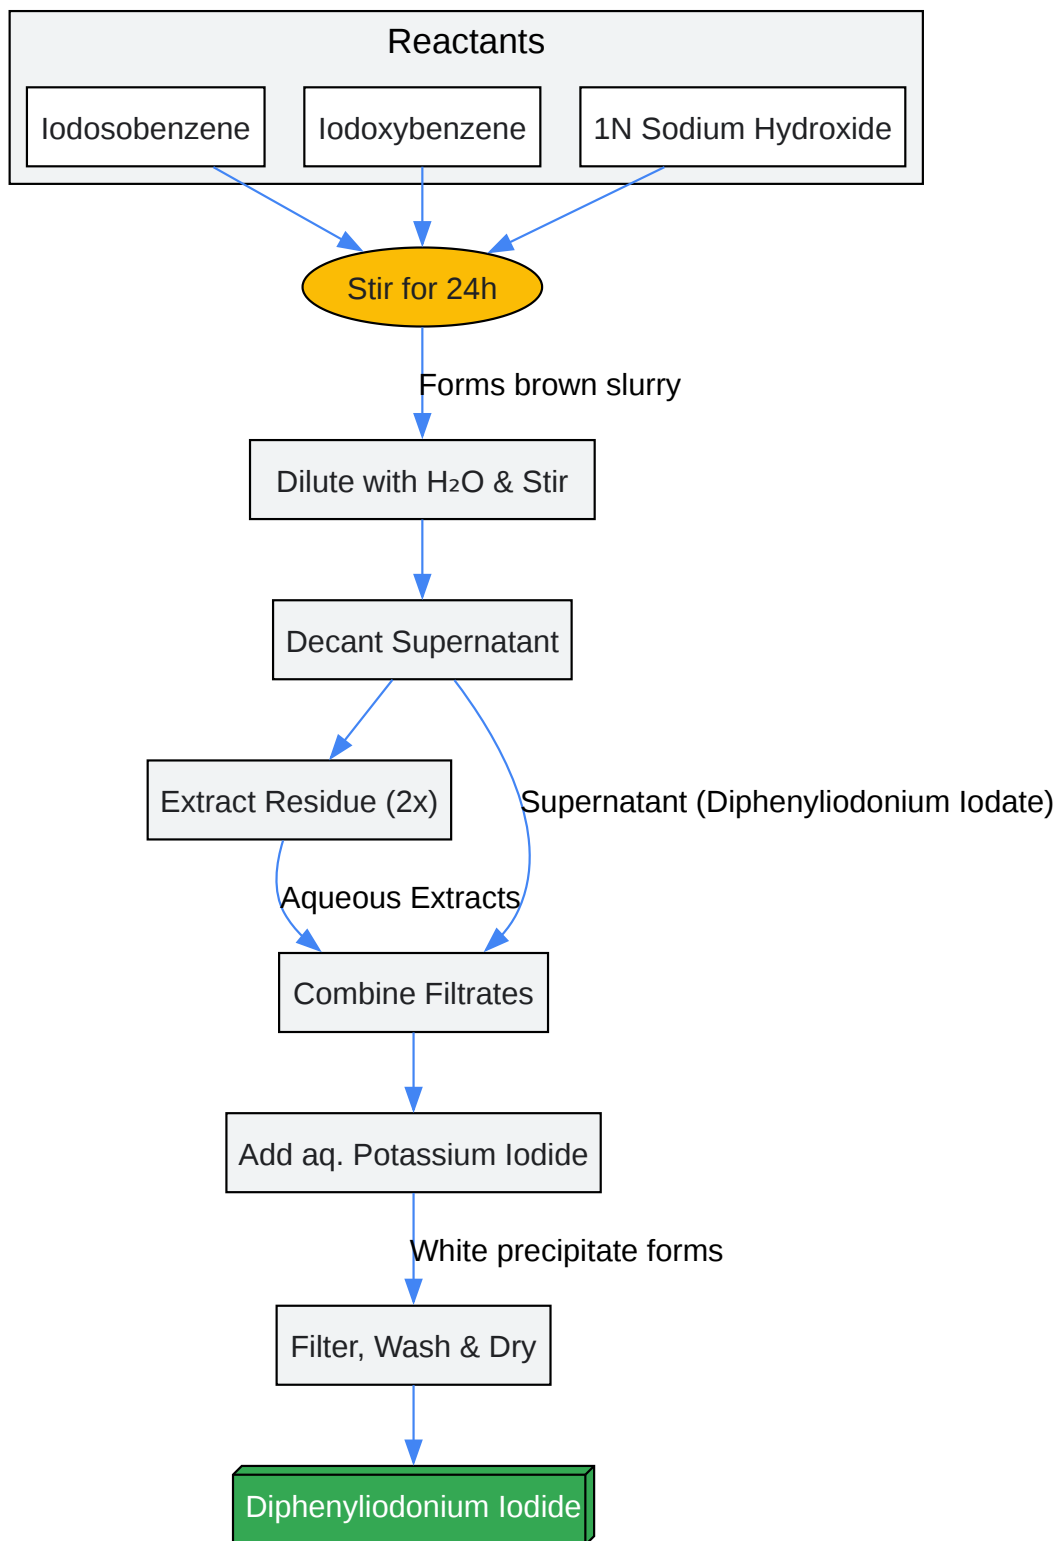 Reactants
Iodosobenzene
Iodoxybenzene
1N Sodium Hydroxide
Stir for 24h
Forms brown slurry
Dilute with H₂O & Stir
Decant Supernatant
Extract Residue (2x)
Supernatant (Diphenyliodonium Iodate)
Aqueous Extracts
Combine Filtrates
Add aq. Potassium Iodide
White precipitate forms
Filter, Wash & Dry
Diphenyliodonium Iodide